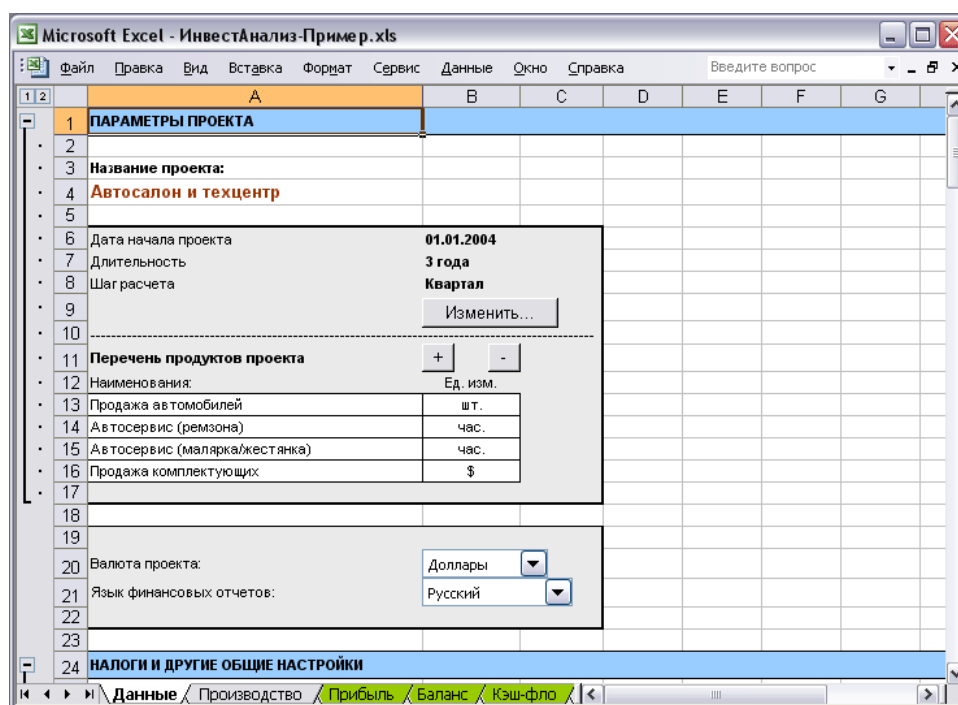 Microsoft Excel - ИнвестАнализ-Пример.xls
Файл Правка Вид Вставка Формат Сервис Данные Окно Справка Введите вопрос
1 2 A B C D E F G
1 ПАРАМЕТРЫ ПРОЕКТА
2
3 Название проекта:
4 Автосалон и техцентр
5
6 Дата начала проекта 01.01.2004
7 Длительность 3 года
8 Шаг расчета Квартал
9 Изменить...
10
11 Перечень продуктов проекта + -
12 Наименования: Ед. изм.
13 Продажа автомобилей шт.
14 Автосервис (ремзона) час.
15 Автосервис (малярка/жестянка) час.
16 Продажа комплектующих $
17
18
19
20 Валюта проекта: Доллары
21 Язык финансовых отчетов: Русский
22
23
24 НАЛОГИ И ДРУГИЕ ОБЩИЕ НАСТРОЙКИ
Данные Производство Прибыль Баланс Кэш-фло